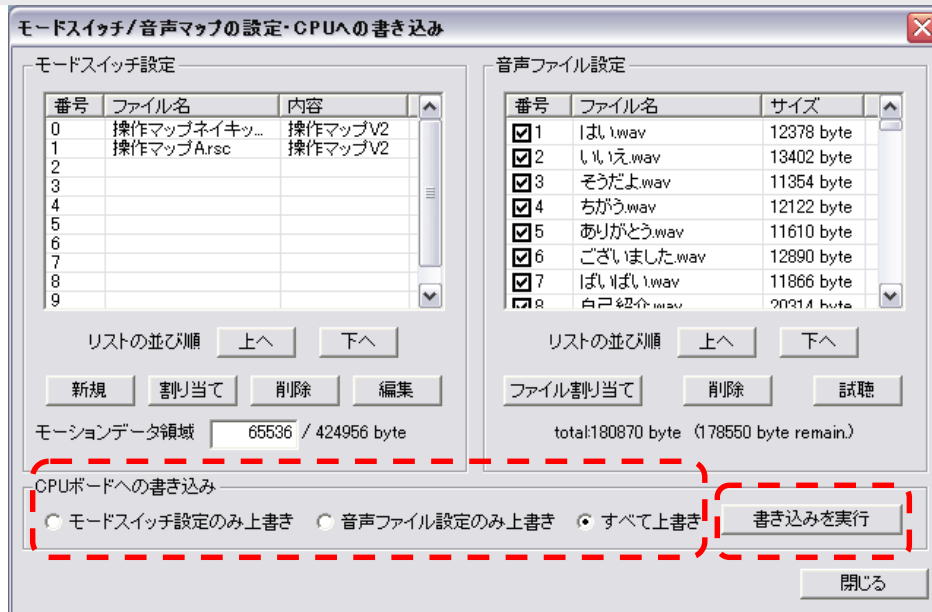 モードスイッチ/音声マップの設定・CPUへの書き込み
モードスイッチ設定
番号 ファイル名 内容
0 操作マップネイキッ... 操作マップV2
1 操作マップA.rsc 操作マップV2
2
3
4
5
6
7
8
9
リストの並び順 上へ 下へ
新規 割り当て 削除 編集
モーションデータ領域 65536 / 424956 byte
音声ファイル設定
番号 ファイル名 サイズ
1 はい.wav 12378 byte
2 いいえ.wav 13402 byte
3 そうだよ.wav 11354 byte
4 ちがう.wav 12122 byte
5 ありがとう.wav 11610 byte
6 ございました.wav 12890 byte
7 ばいばい.wav 11866 byte
8 自己紹介.wav 20314 byte
リストの並び順 上へ 下へ
ファイル割り当て 削除 試聴
total:180870 byte (178550 byte remain.)
CPUボードへの書き込み
モードスイッチ設定のみ上書き 音声ファイル設定のみ上書き すべて上書き 書き込みを実行
閉じる